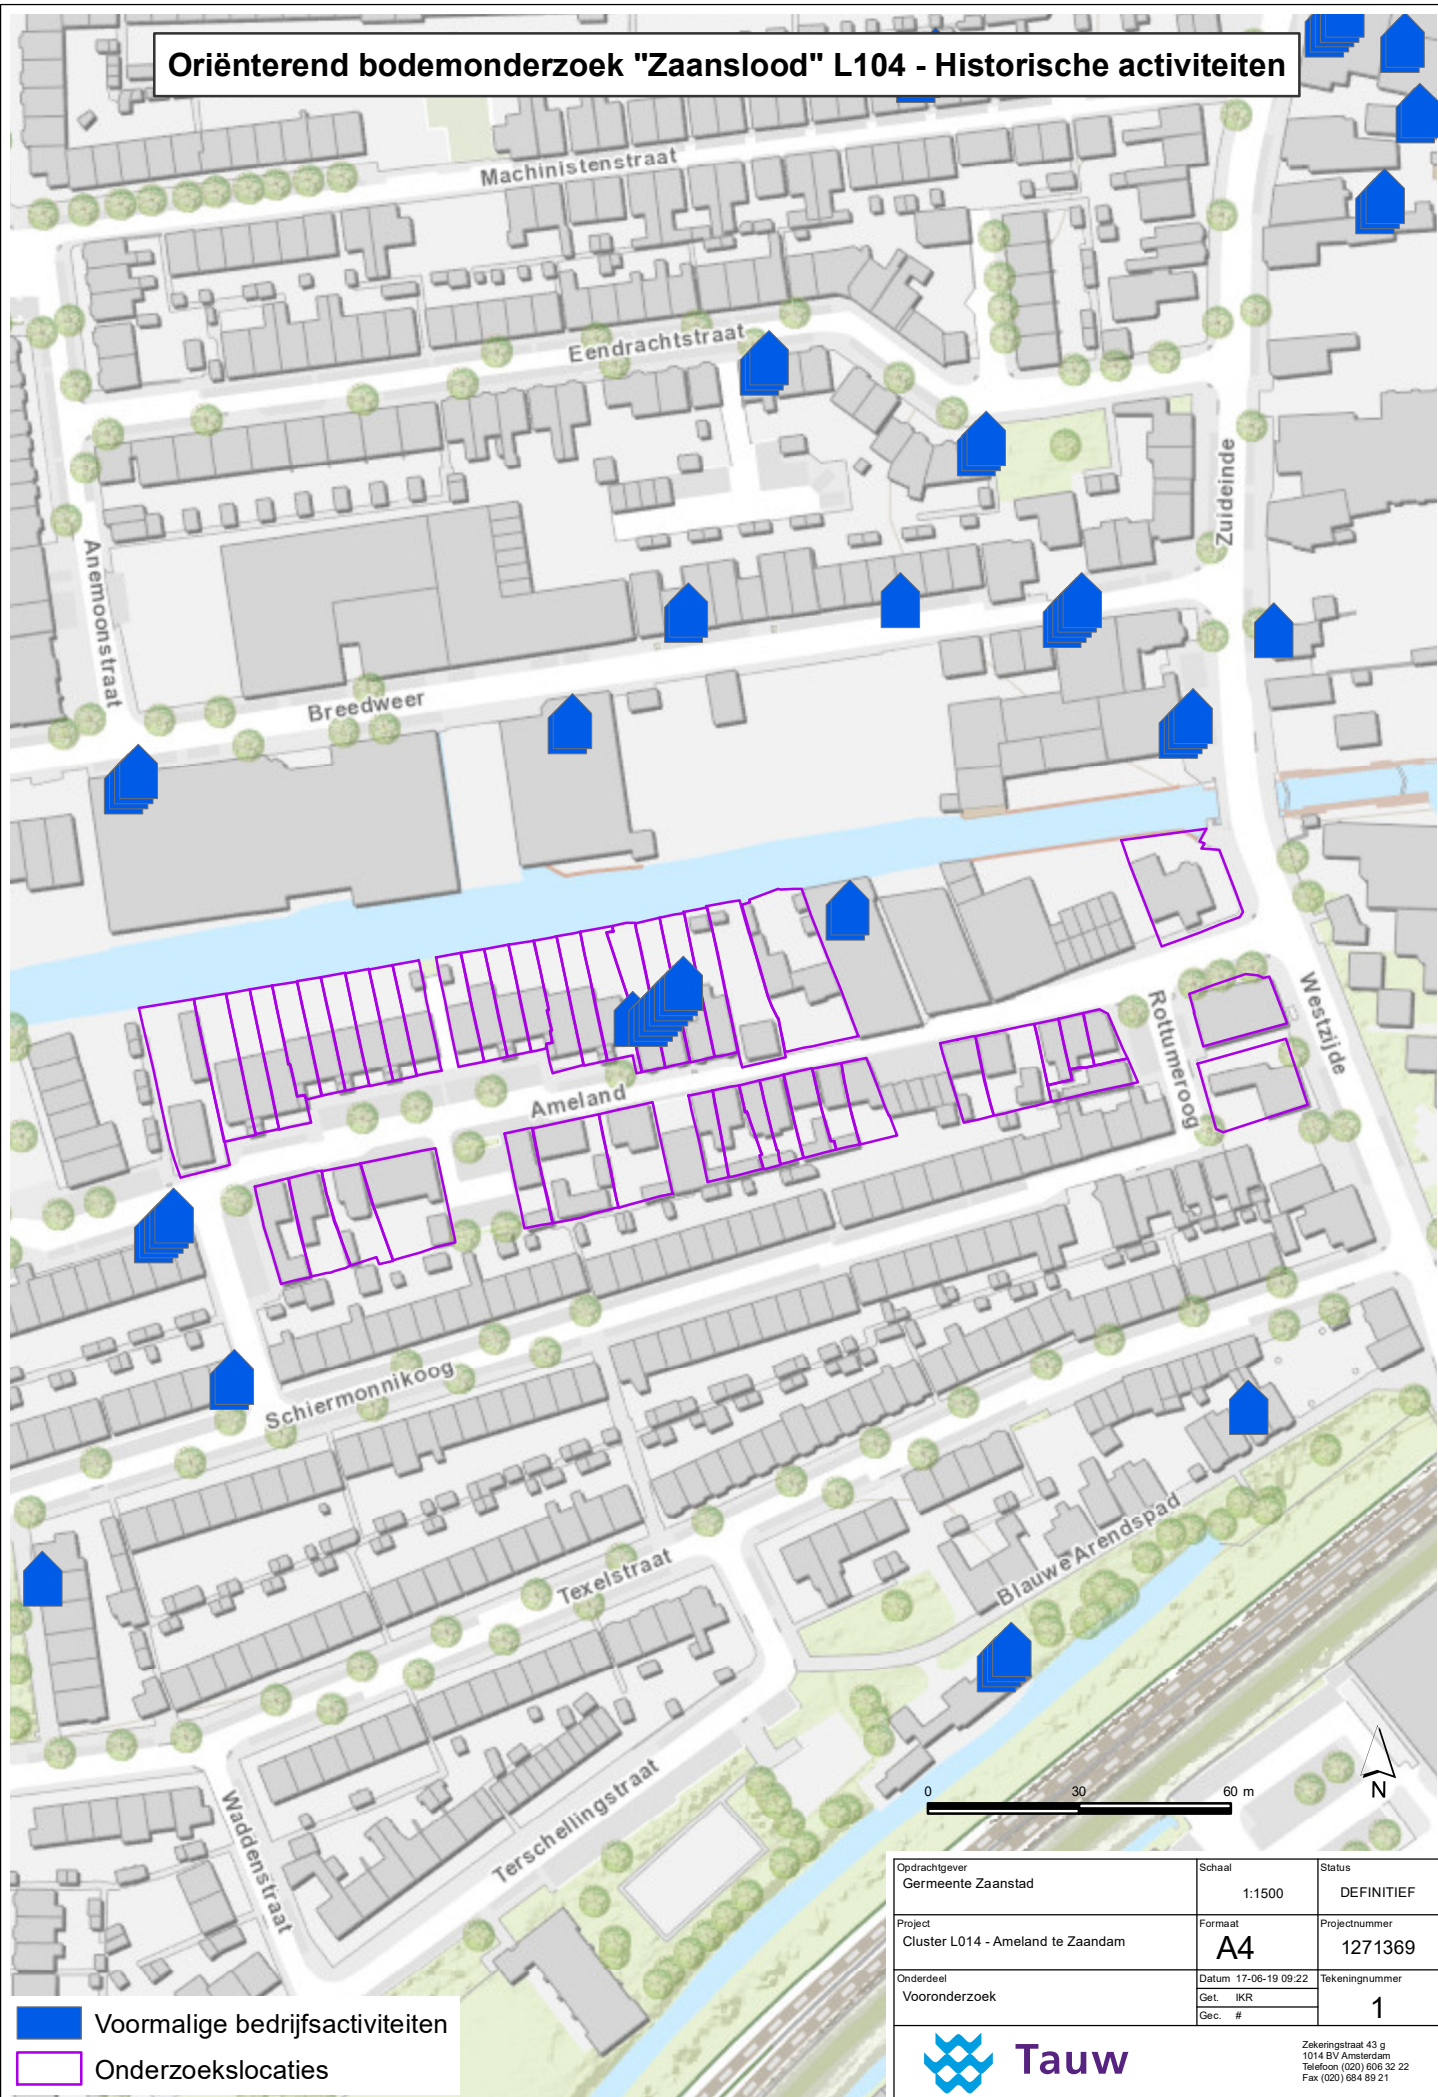 Oriënterend bodemonderzoek "Zaanslood" L104 - Historische activiteiten
Machinistenstraat
Eendrachtstraat
Zuideinde
Anemoonstraat
Breedweer
Westzijde
Rottumeroog
Ameland
Schiermonnikoog
Blauwe Arendspad
Texelstraat
Terschellingstraat
Waddenstraat
0 30 60 m
N
Opdrachtgever
Germeente Zaanstad
Schaal
1:1500
Status
DEFINITIEF
Project
Cluster L014 - Ameland te Zaandam
Formaat
A4
Projectnummer
1271369
Onderdeel
Vooronderzoek
Datum 17-06-19 09:22
Get. IKR
Gec. #
Tekeningnummer
1
Tauw
Zekeringstraat 43 g
1014 BV Amsterdam
Telefoon (020) 606 32 22
Fax (020) 684 89 21
Voormalige bedrijfsactiviteiten
Onderzoekslocaties